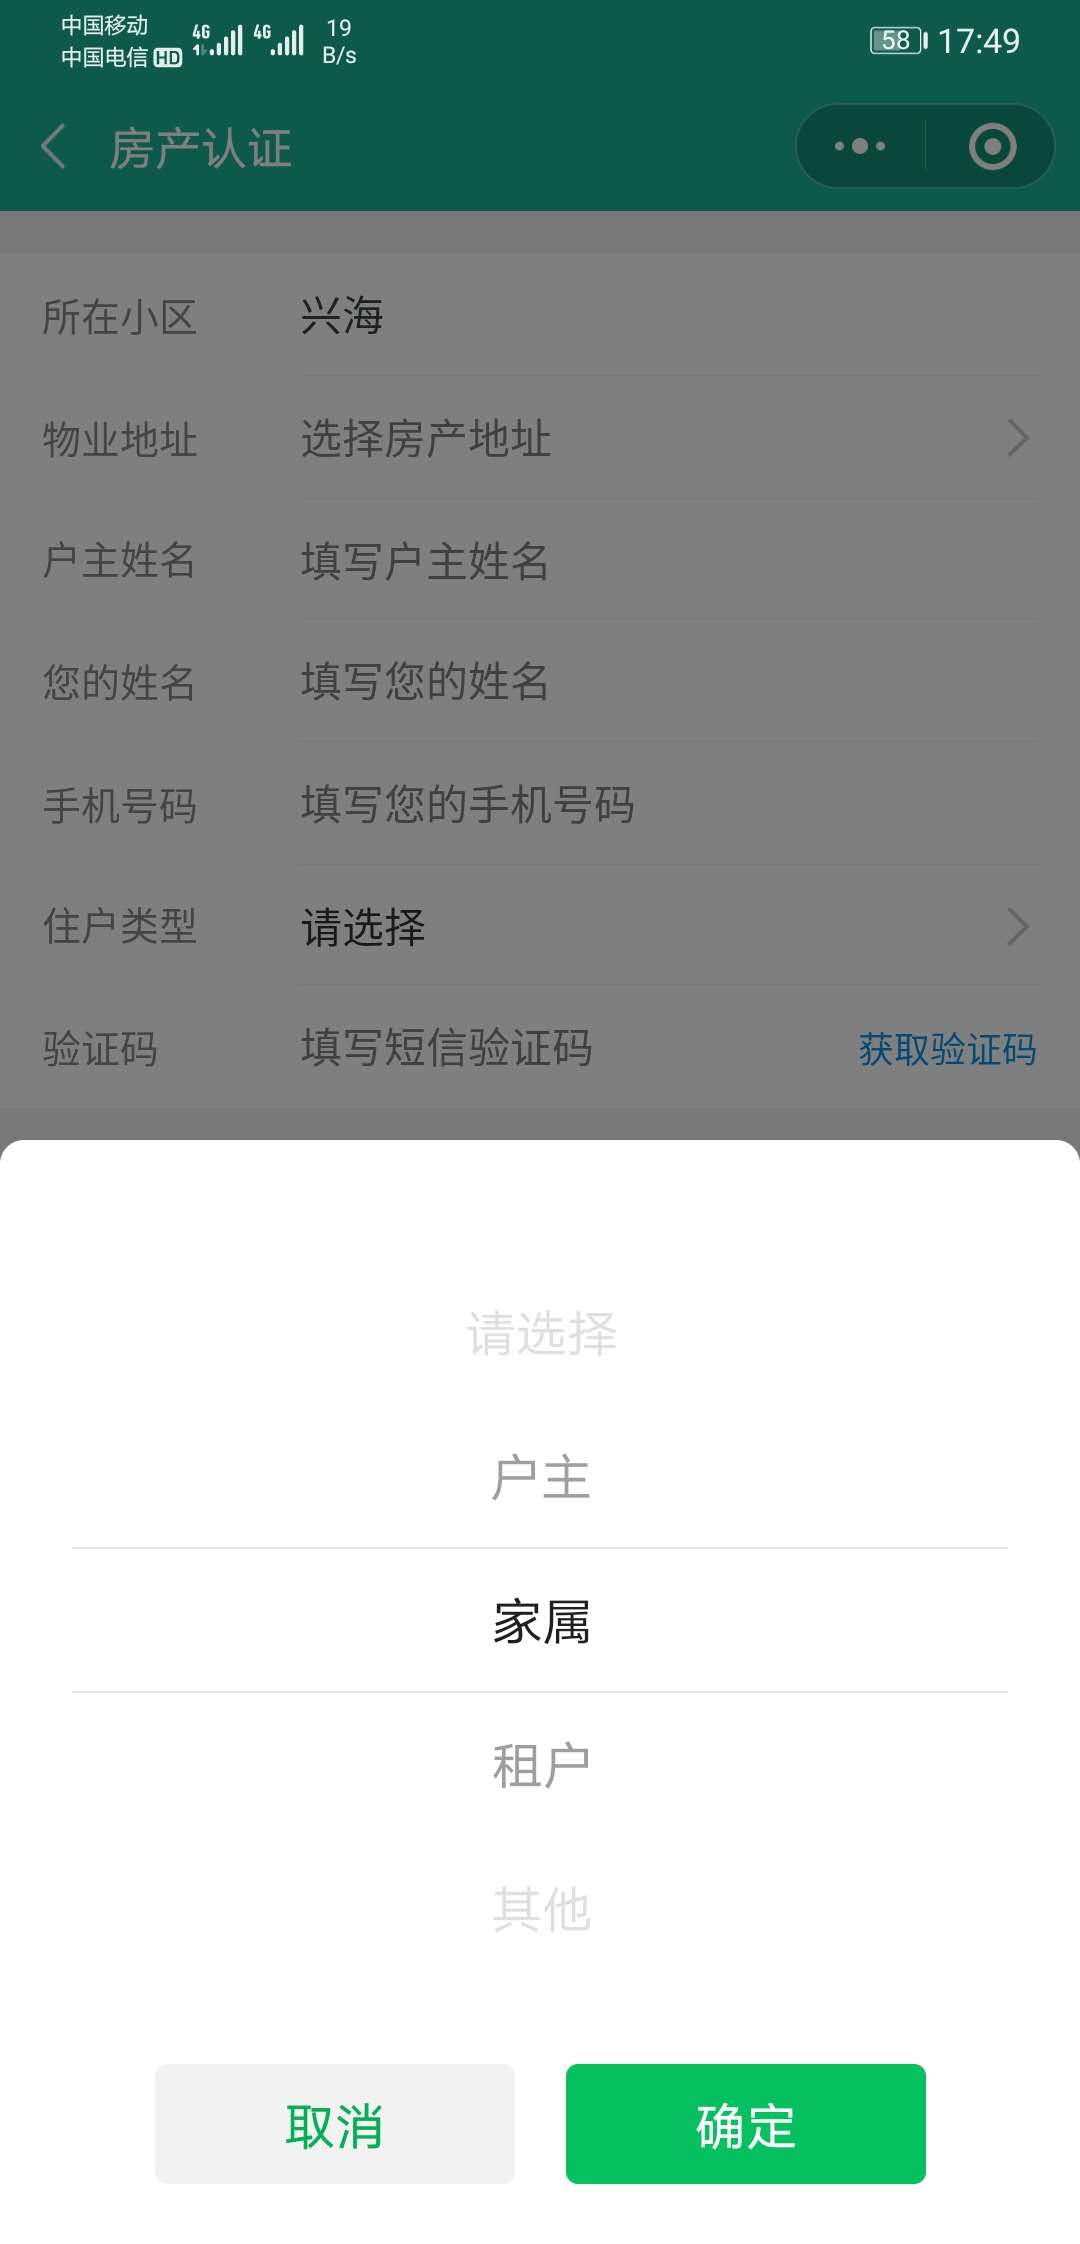 中国移动
中国电信 HD
4G
4G
19
B/s
58
17:49
房产认证
所在小区 兴海
物业地址 选择房产地址
户主姓名 填写户主姓名
您的姓名 填写您的姓名
手机号码 填写您的手机号码
住户类型 请选择
验证码 填写短信验证码 获取验证码
请选择
户主
家属
租户
其他
取消 确定